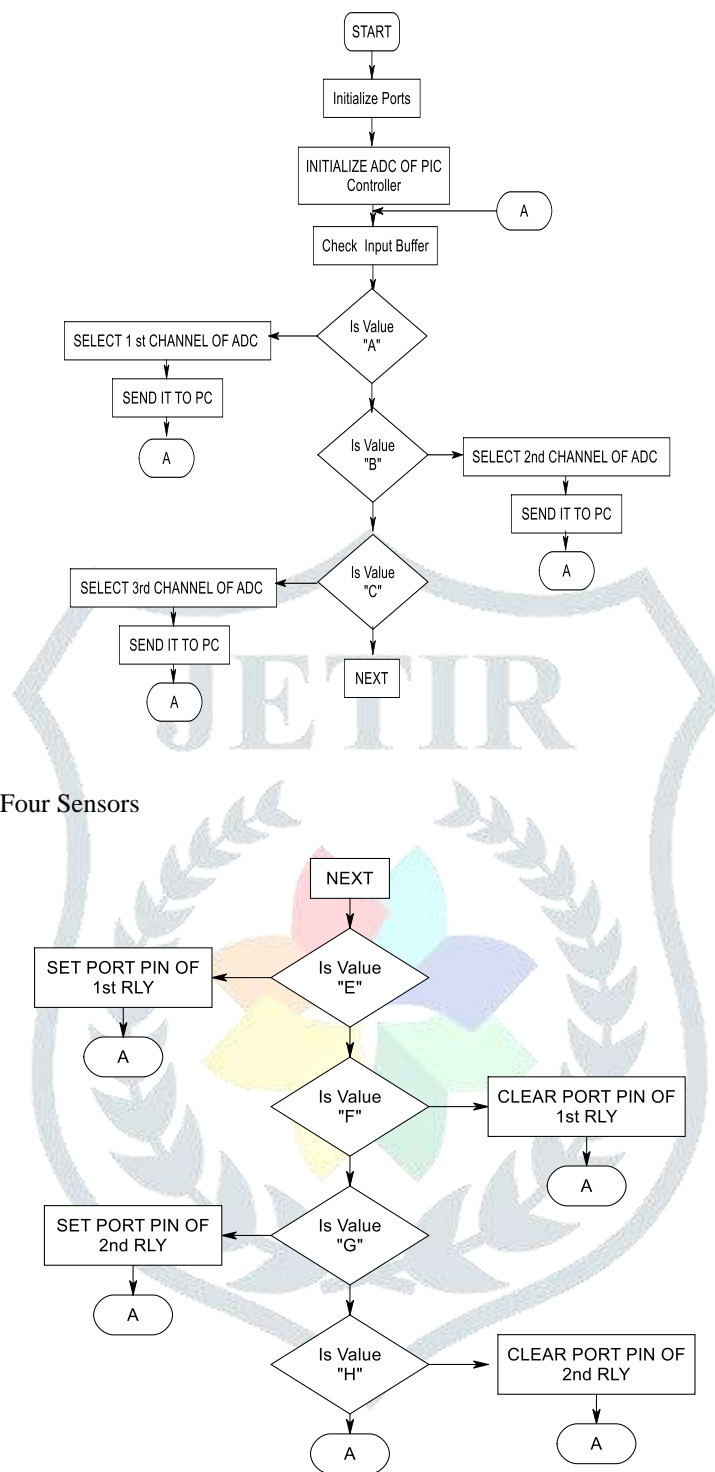 START
Initialize Ports
INITIALIZE ADC OF PIC
Controller
A
Check Input Buffer
Is Value
"A"
SELECT 1 st CHANNEL OF ADC
SEND IT TO PC
A
Is Value
"B"
SELECT 2nd CHANNEL OF ADC
SEND IT TO PC
A
Is Value
"C"
SELECT 3rd CHANNEL OF ADC
SEND IT TO PC
A
NEXT
JETIR
Four Sensors
NEXT
Is Value
"E"
SET PORT PIN OF
1st RLY
A
Is Value
"F"
CLEAR PORT PIN OF
1st RLY
A
Is Value
"G"
SET PORT PIN OF
2nd RLY
A
Is Value
"H"
CLEAR PORT PIN OF
2nd RLY
A
A